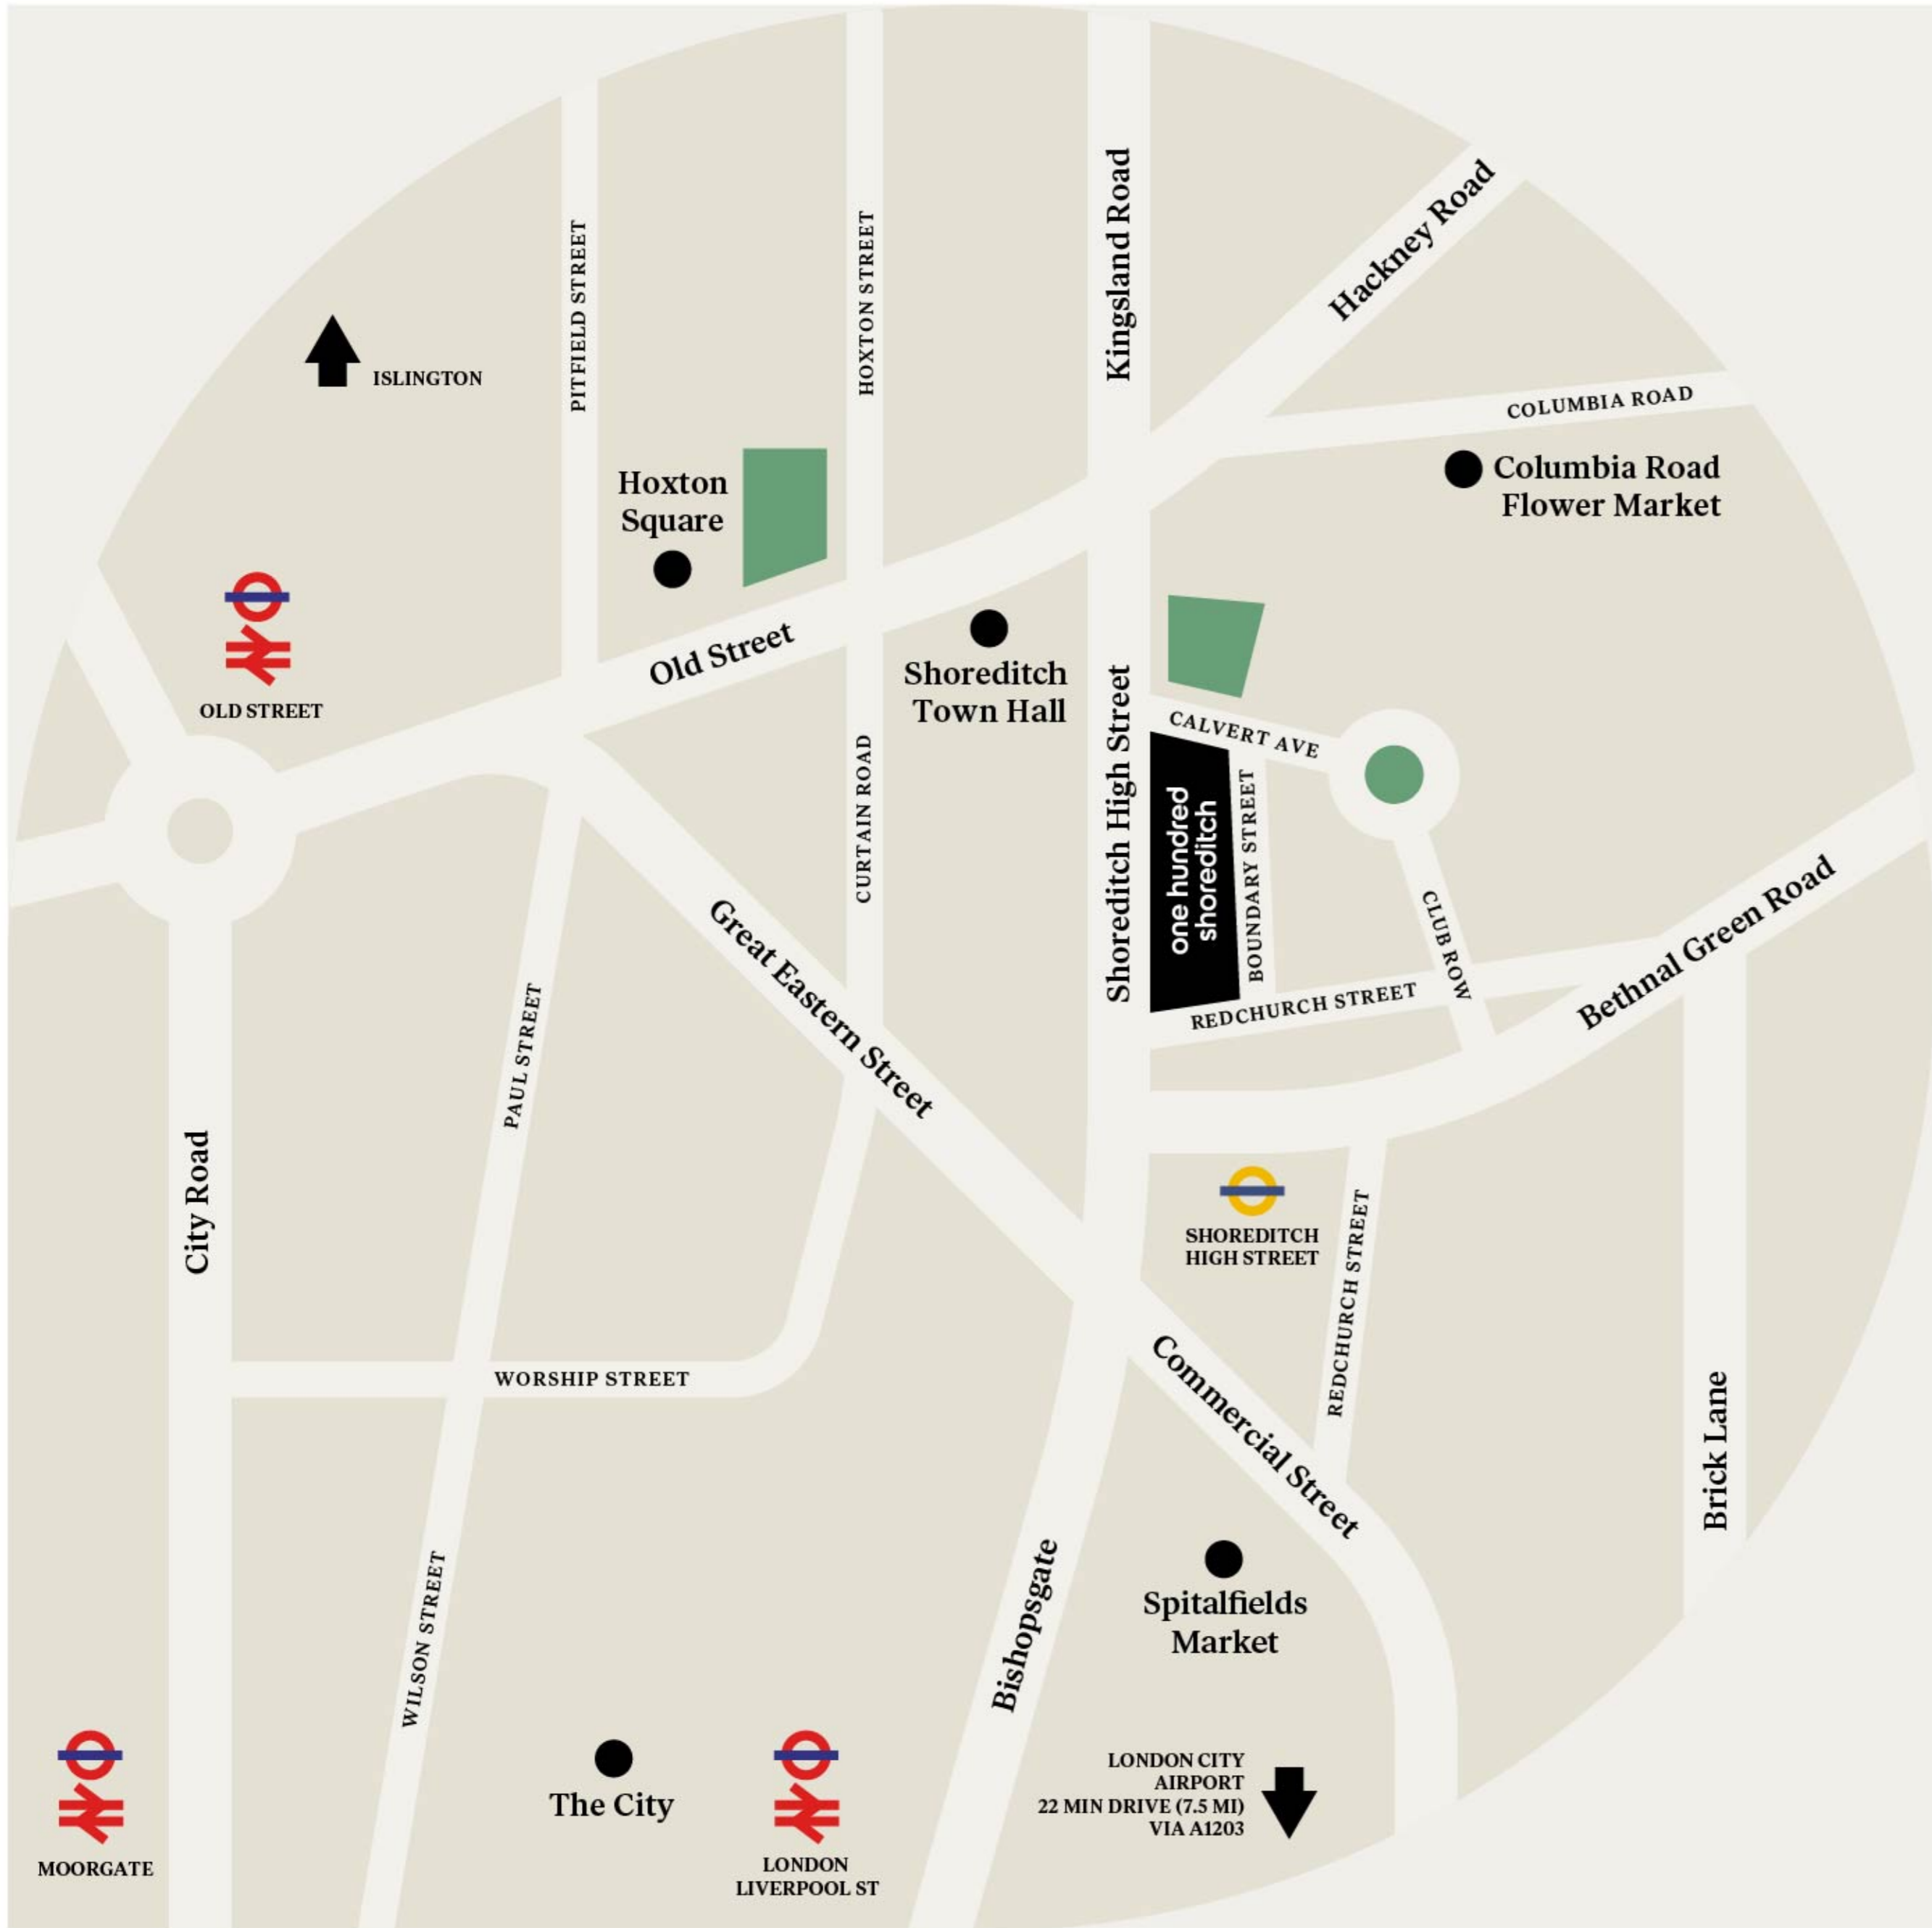 PITFIELD STREET
HOXTON STREET
Kingsland Road
Hackney Road
ISLINGTON
COLUMBIA ROAD
Hoxton
Square
Columbia Road
Flower Market
Old Street
Shoreditch
Town Hall
OLD STREET
CALVERT AVE
CURTAIN ROAD
Shoreditch High Street
one hundred
shoreditch
BOUNDARY STREET
CLUB ROW
Bethnal Green Road
Great Eastern Street
REDCHURCH STREET
PAUL STREET
City Road
SHOREDITCH
HIGH STREET
REDCHURCH STREET
WORSHIP STREET
Commercial Street
Brick Lane
WILSON STREET
Bishopsgate
Spitalfields
Market
The City
LONDON CITY
AIRPORT
22 MIN DRIVE (7.5 MI)
VIA A1203
MOORGATE
LONDON
LIVERPOOL ST